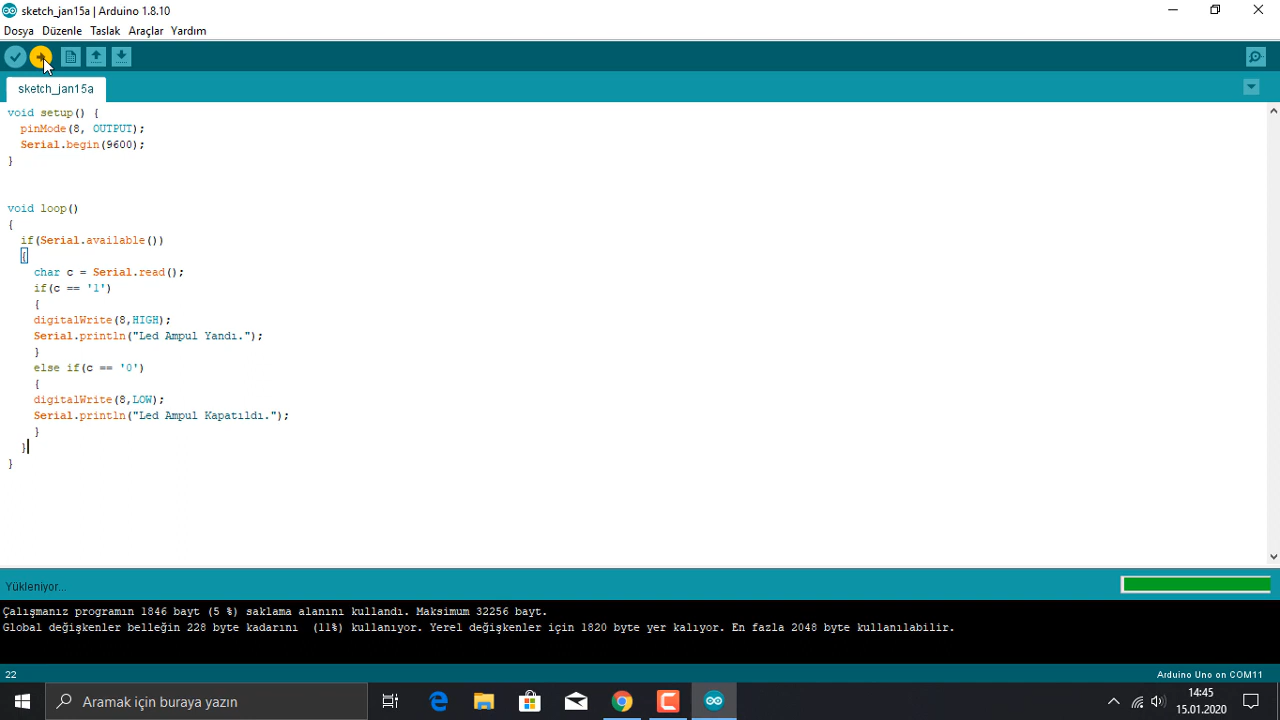 sketch_jan15a | Arduino 1.8.10
Dosya Düzenle Taslak Araçlar Yardım
sketch_jan15a
void setup() {
pinMode(8, OUTPUT);
Serial.begin(9600);
}
void loop()
{
if(Serial.available())
{
char c = Serial.read();
if(c == '1')
{
digitalWrite(8,HIGH);
Serial.println("Led Ampul Yandı.");
}
else if(c == '0')
{
digitalWrite(8,LOW);
Serial.println("Led Ampul Kapatıldı.");
}
}
}
Yükleniyor...
Çalışmanız programın 1846 bayt (5 %) saklama alanını kullandı. Maksimum 32256 bayt.
Global değişkenler belleğin 228 byte kadarını (11%) kullanıyor. Yerel değişkenler için 1820 byte yer kalıyor. En fazla 2048 byte kullanılabilir.
22 Arduino Uno on COM11
Aramak için buraya yazın
14:45
15.01.2020